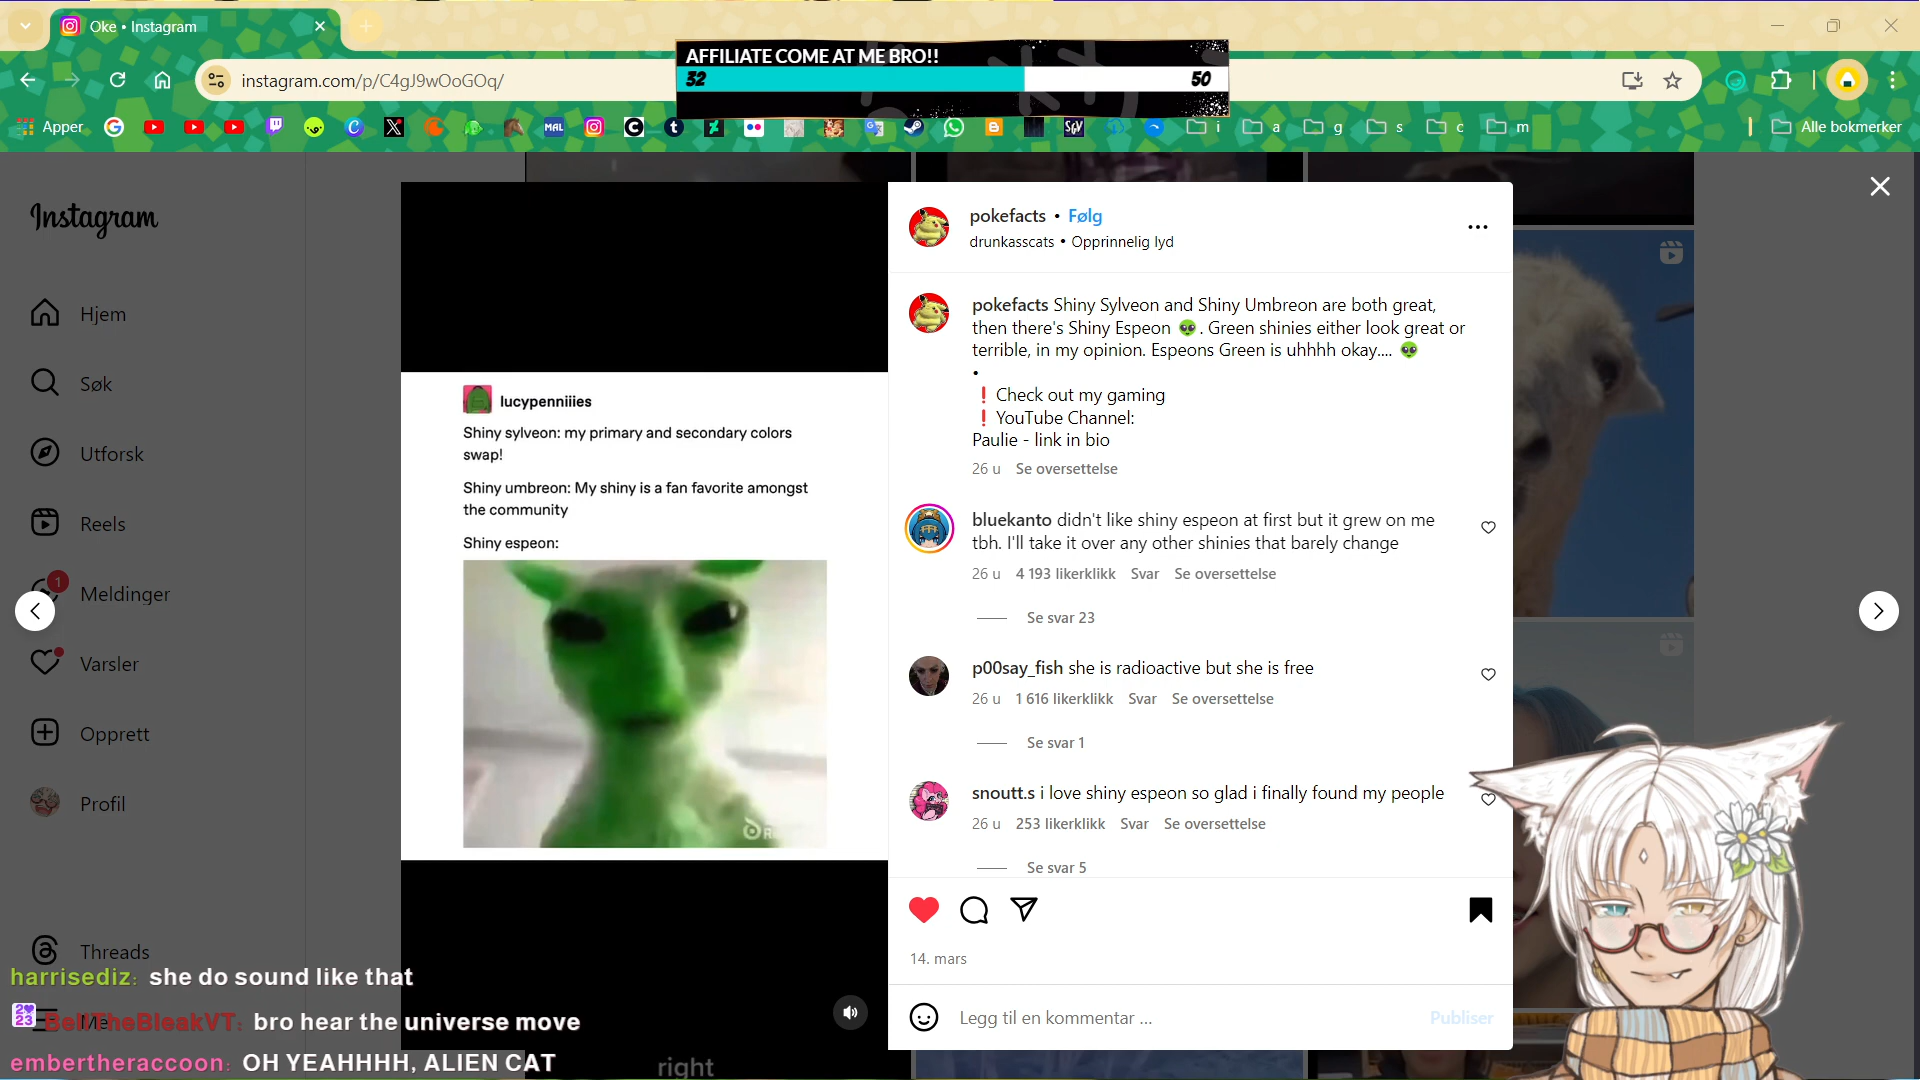 Oke • Instagram
instagram.com/p/C4gJ9wOoGOq/
AFFILIATE COME AT ME BRO!!
32
50
Apper
MAL
i
a
g
s
c
m
Alle bokmerker
Instagram
Hjem
Søk
Utforsk
Reels
1
Meldinger
Varsler
Opprett
Profil
Threads
lucypenniiies
Shiny sylveon: my primary and secondary colors
swap!
Shiny umbreon: My shiny is a fan favorite amongst
the community
Shiny espeon:
pokefacts • Følg
drunkasscats • Opprinnelig lyd
pokefacts Shiny Sylveon and Shiny Umbreon are both great,
then there's Shiny Espeon 👽. Green shinies either look great or
terrible, in my opinion. Espeons Green is uhhhh okay.... 👽
•
❗Check out my gaming
❗YouTube Channel:
Paulie - link in bio
26 u Se oversettelse
bluekanto didn't like shiny espeon at first but it grew on me
tbh. I'll take it over any other shinies that barely change
26 u 4 193 likerklikk Svar Se oversettelse
Se svar 23
p00say_fish she is radioactive but she is free
26 u 1 616 likerklikk Svar Se oversettelse
Se svar 1
snoutt.s i love shiny espeon so glad i finally found my people
26 u 253 likerklikk Svar Se oversettelse
Se svar 5
14. mars
Legg til en kommentar ...
Publiser
harrisediz: she do sound like that
BellTheBleakVT: bro hear the universe move
embertheraccoon: OH YEAHHHH, ALIEN CAT
right